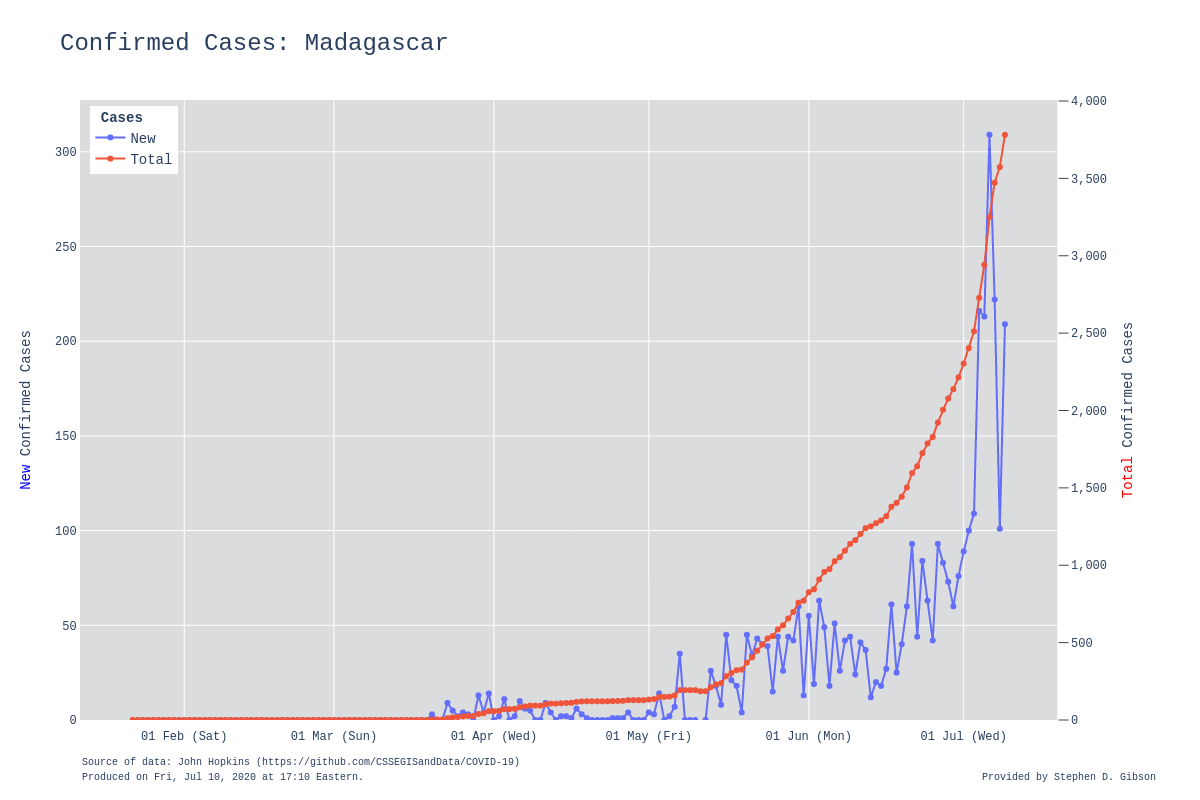 Confirmed Cases: Madagascar
Cases
New
Total
300
250
200
150
100
50
0
4,000
3,500
3,000
2,500
2,000
1,500
1,000
500
0
New Confirmed Cases
Total Confirmed Cases
01 Feb (Sat) 01 Mar (Sun) 01 Apr (Wed) 01 May (Fri) 01 Jun (Mon) 01 Jul (Wed)
Source of data: John Hopkins (https://github.com/CSSEGISandData/COVID-19)
Produced on Fri, Jul 10, 2020 at 17:10 Eastern.
Provided by Stephen D. Gibson